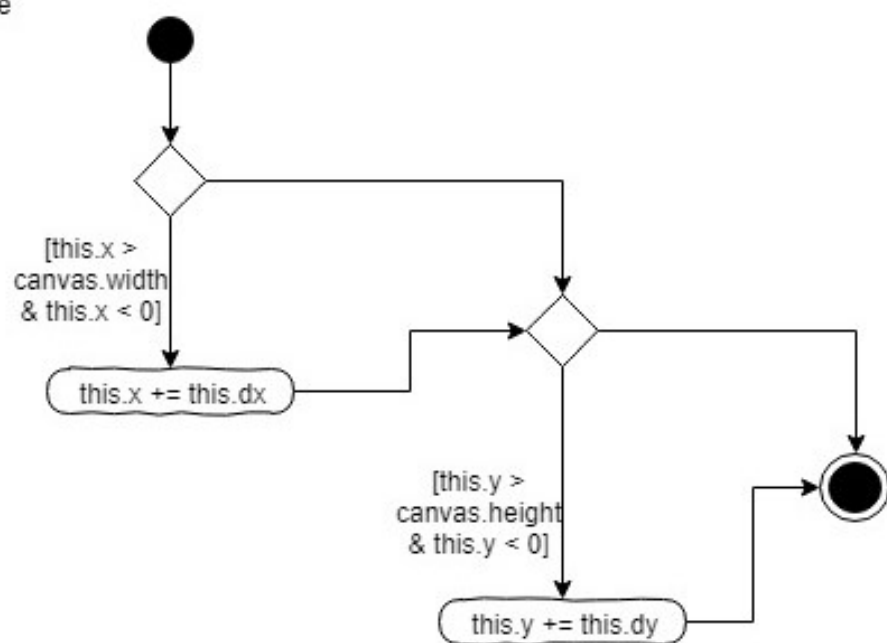 e
[this.x >
canvas.width
& this.x < 0]
this.x += this.dx
[this.y >
canvas.height
& this.y < 0]
this.y += this.dy